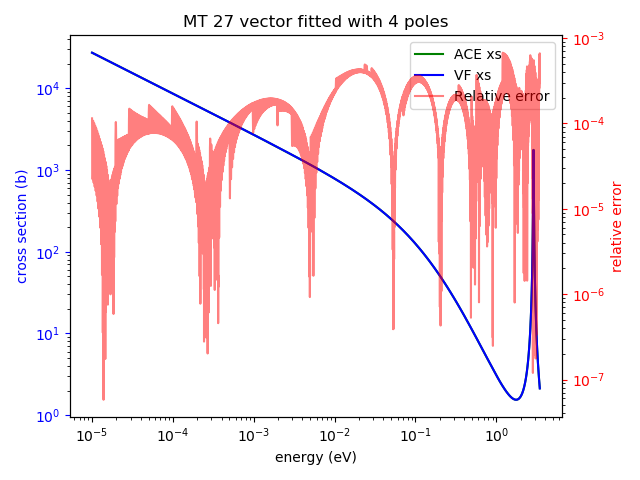 MT 27 vector fitted with 4 poles
ACE xs
VF xs
Relative error
cross section (b)
10⁴
10³
10²
10¹
10⁰
10⁻³
10⁻⁴
10⁻⁵
10⁻⁶
10⁻⁷
relative error
10⁻⁵ 10⁻⁴ 10⁻³ 10⁻² 10⁻¹ 10⁰
energy (eV)